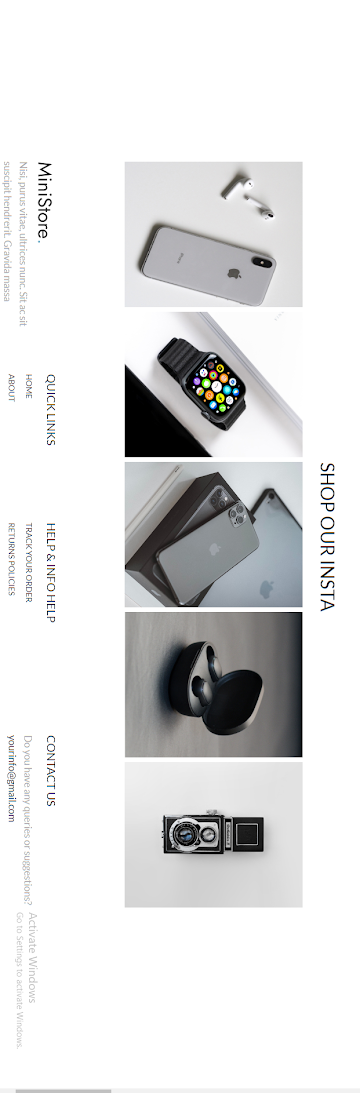 SHOP OUR INSTA
MiniStore.
Nisi, purus vitae, ultrices nunc. Sit ac sit
suscipit hendrerit. Gravida massa
QUICK LINKS
HOME
ABOUT
HELP & INFO HELP
TRACK YOUR ORDER
RETURNS POLICIES
CONTACT US
Do you have any queries or suggestions?
yourinfo@gmail.com
Activate Windows
Go to Settings to activate Windows.